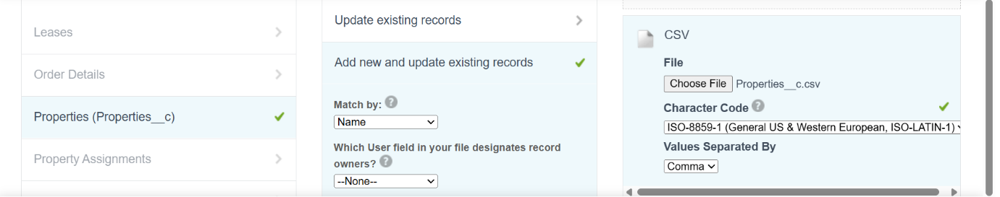 Leases
Order Details
Properties (Properties__c)
Property Assignments
Update existing records
Add new and update existing records
Match by: ?
Name
Which User field in your file designates record
owners? ?
--None--
CSV
File
Choose File Properties__c.csv
Character Code ?
ISO-8859-1 (General US & Western European, ISO-LATIN-1)
Values Separated By
Comma